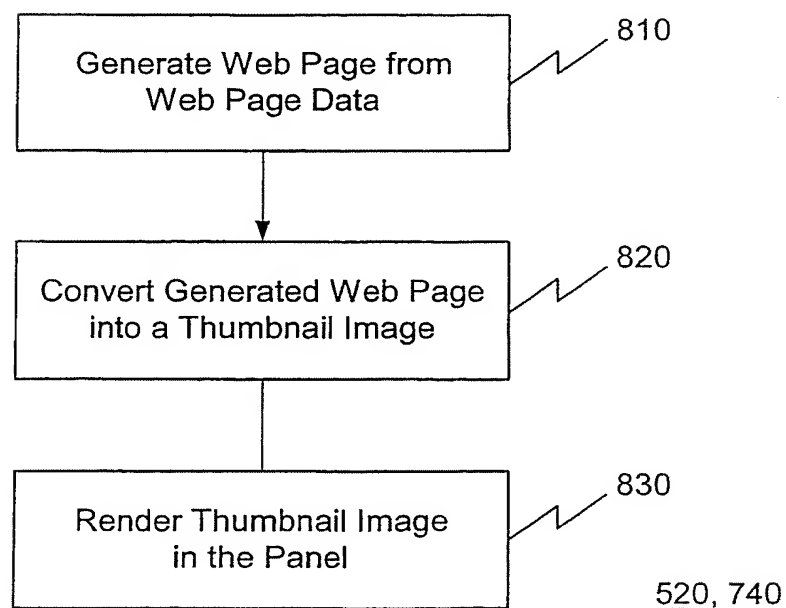 810
Generate Web Page from
Web Page Data
820
Convert Generated Web Page
into a Thumbnail Image
830
Render Thumbnail Image
in the Panel
520, 740